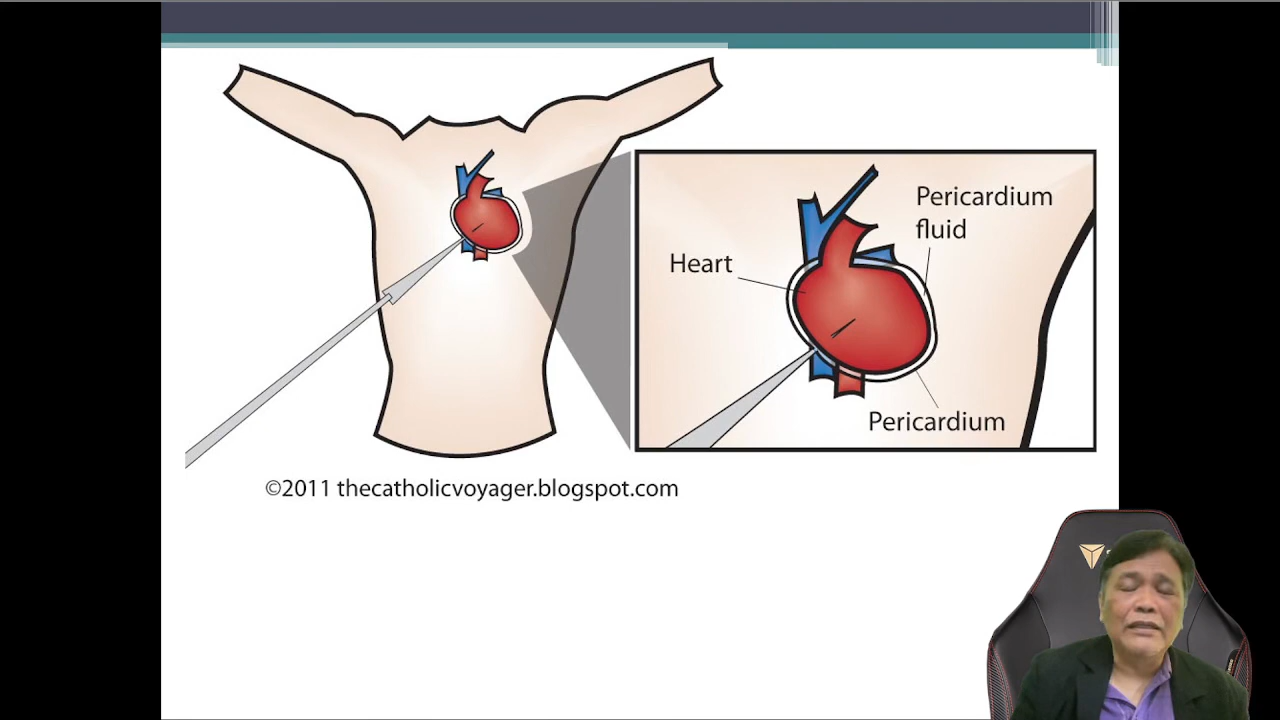 Pericardium
fluid
Heart
Pericardium
©2011 thecatholicvoyager.blogspot.com